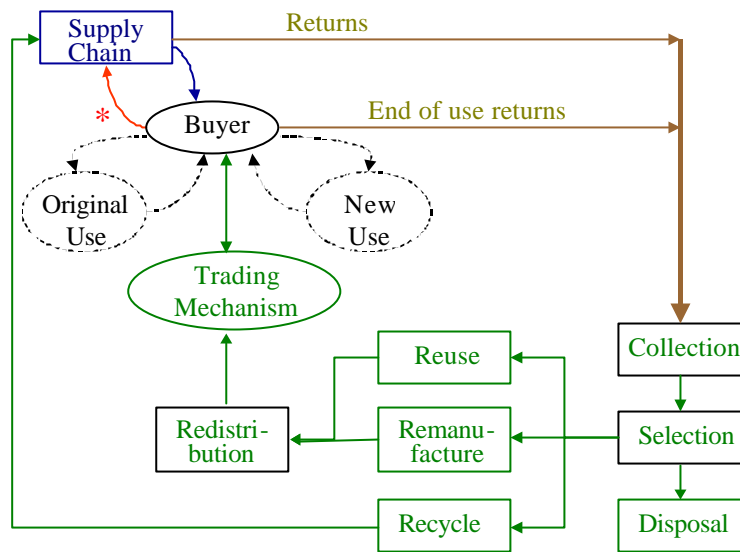 Supply
Chain
Returns
*
Buyer
End of use returns
Original
Use
New
Use
Trading
Mechanism
Collection
Reuse
Redistri-
bution
Remanu-
facture
Selection
Recycle
Disposal